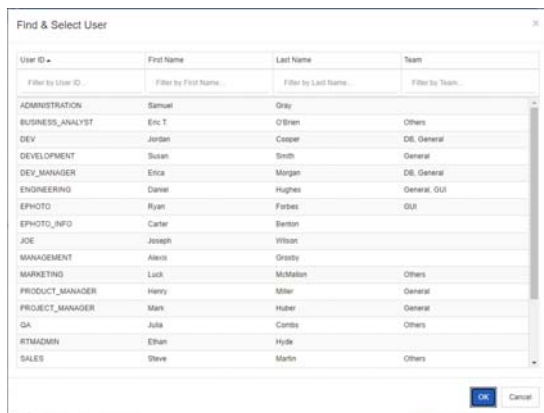 Find & Select User ×
User ID First Name Last Name Team
Filter by User ID... Filter by First Name... Filter by Last Name... Filter by Team...
ADMINISTRATION Samuel Gray
BUSINESS_ANALYST Eric T. O'Brien Others
DEV Jordan Cooper DB, General
DEVELOPMENT Susan Smith General
DEV_MANAGER Erica Morgan DB, General
ENGINEERING Daniel Hughes General, GUI
EPHOTO Ryan Forbes GUI
EPHOTO_INFO Carter Benton
JOE Joseph Wilson
MANAGEMENT Alexis Grosby
MARKETING Luck McMallon Others
PRODUCT_MANAGER Henry Miller General
PROJECT_MANAGER Mark Huber General
QA Julia Combs Others
RTMADMIN Ethan Hyde
SALES Steve Martin Others
OK Cancel